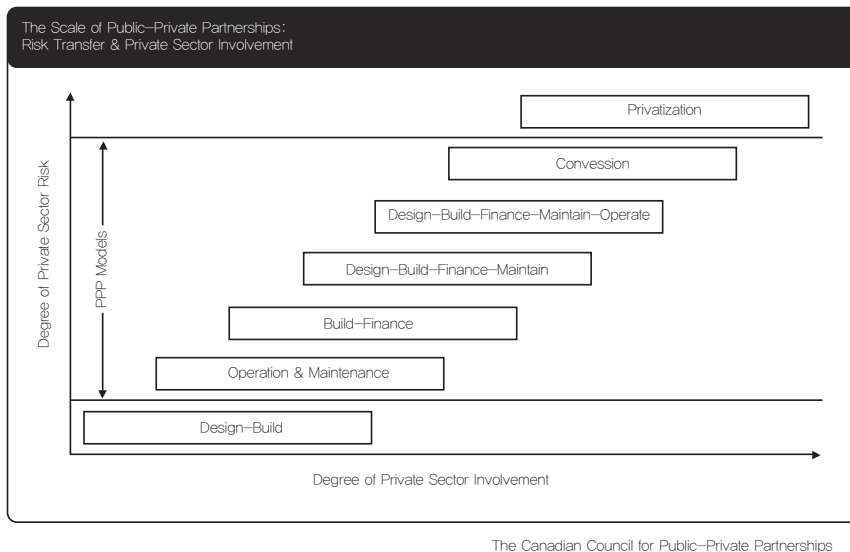 The Scale of Public–Private Partnerships:
Risk Transfer & Private Sector Involvement
Privatization
Convession
Design–Build–Finance–Maintain–Operate
Design–Build–Finance–Maintain
Build–Finance
Operation & Maintenance
Design–Build
PPP Models
Degree of Private Sector Risk
Degree of Private Sector Involvement
The Canadian Council for Public–Private Partnerships